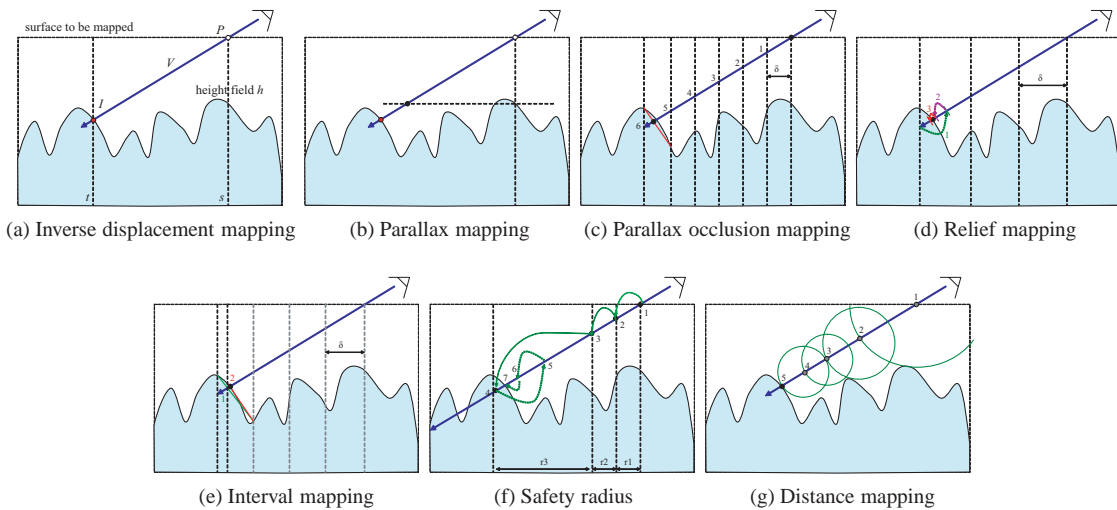 surface to be mapped
P
V
height field h
I
t
s
(a) Inverse displacement mapping
(b) Parallax mapping
1
2
δ
3
4
5
6
(c) Parallax occlusion mapping
δ
2
3
1
(d) Relief mapping
δ
2
(e) Interval mapping
1
2
3
5
6
7
4
r3
r2
r1
(f) Safety radius
1
2
3
4
5
(g) Distance mapping